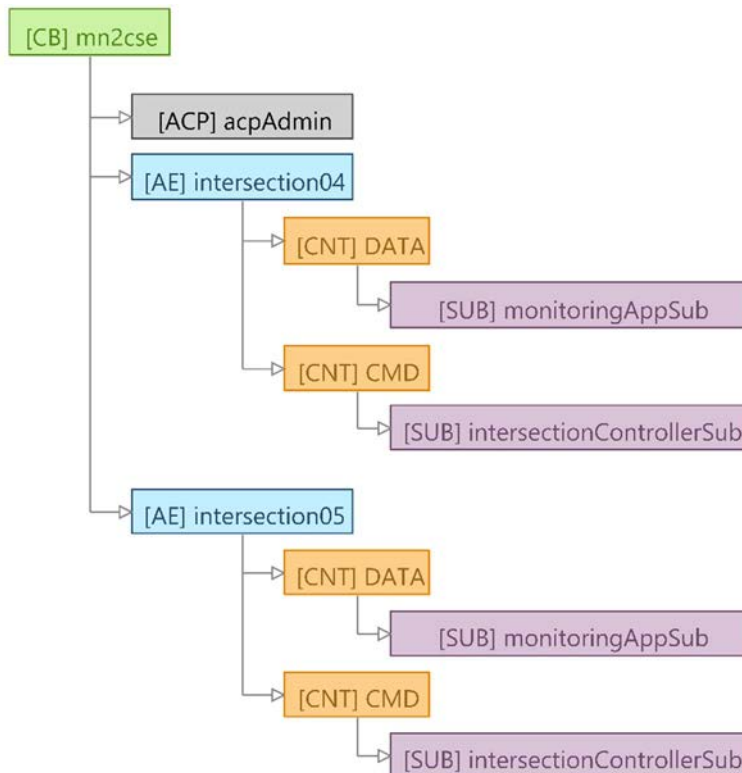 [CB] mn2cse
[ACP] acpAdmin
[AE] intersection04
[CNT] DATA
[SUB] monitoringAppSub
[CNT] CMD
[SUB] intersectionControllerSub
[AE] intersection05
[CNT] DATA
[SUB] monitoringAppSub
[CNT] CMD
[SUB] intersectionControllerSub